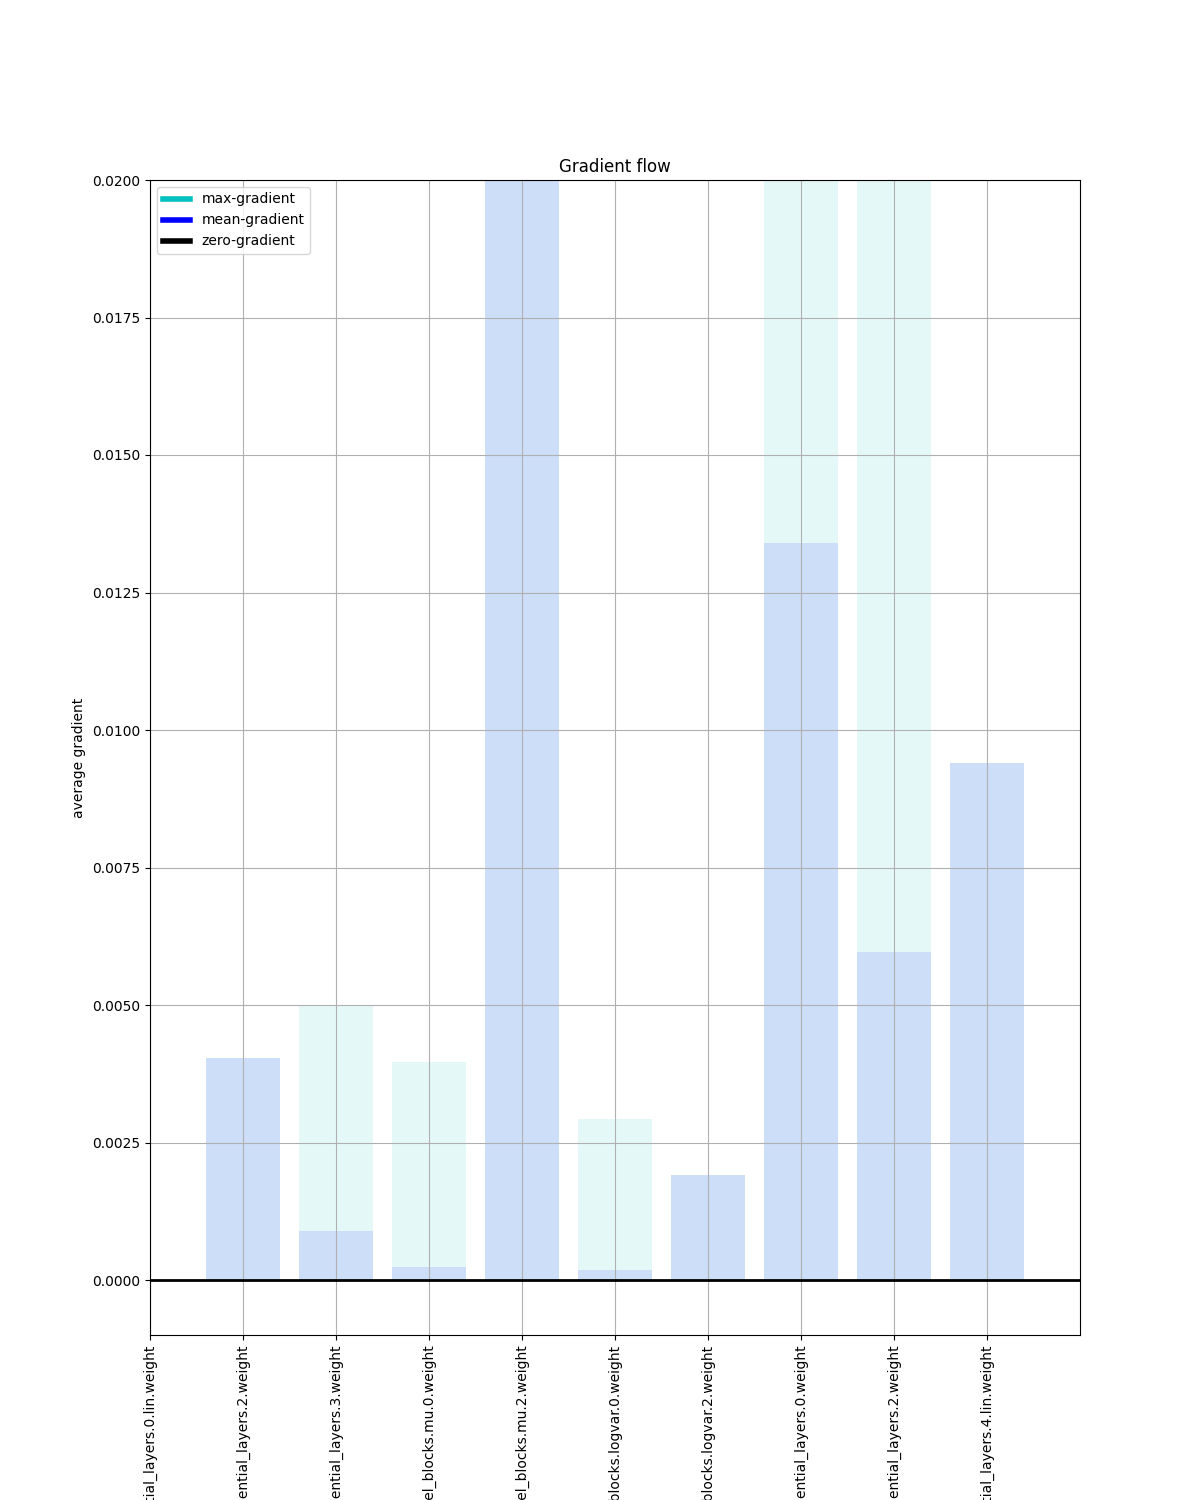 Gradient flow
max-gradient
mean-gradient
zero-gradient
0.0200
0.0175
0.0150
0.0125
0.0100
0.0075
0.0050
0.0025
0.0000
average gradient
tial_layers.0.lin.weight
ential_layers.2.weight
ential_layers.3.weight
el_blocks.mu.0.weight
el_blocks.mu.2.weight
blocks.logvar.0.weight
blocks.logvar.2.weight
ential_layers.0.weight
ential_layers.2.weight
tial_layers.4.lin.weight